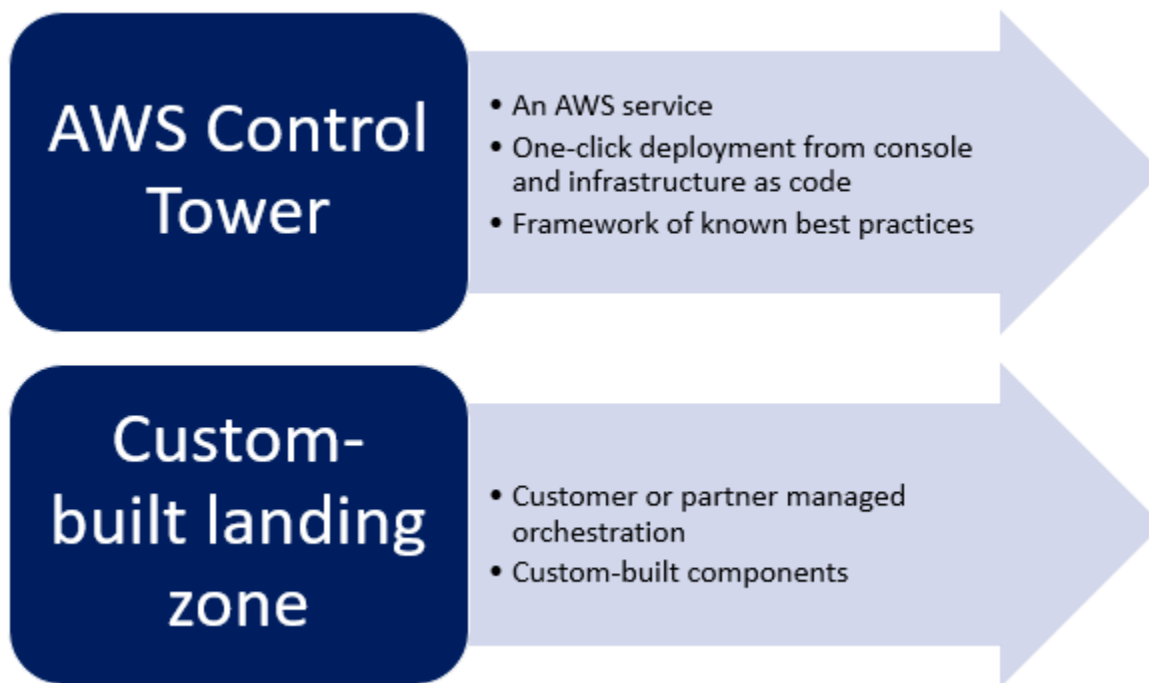 AWS Control
Tower
• An AWS service
• One-click deployment from console
and infrastructure as code
• Framework of known best practices
Custom-
built landing
zone
• Customer or partner managed
orchestration
• Custom-built components